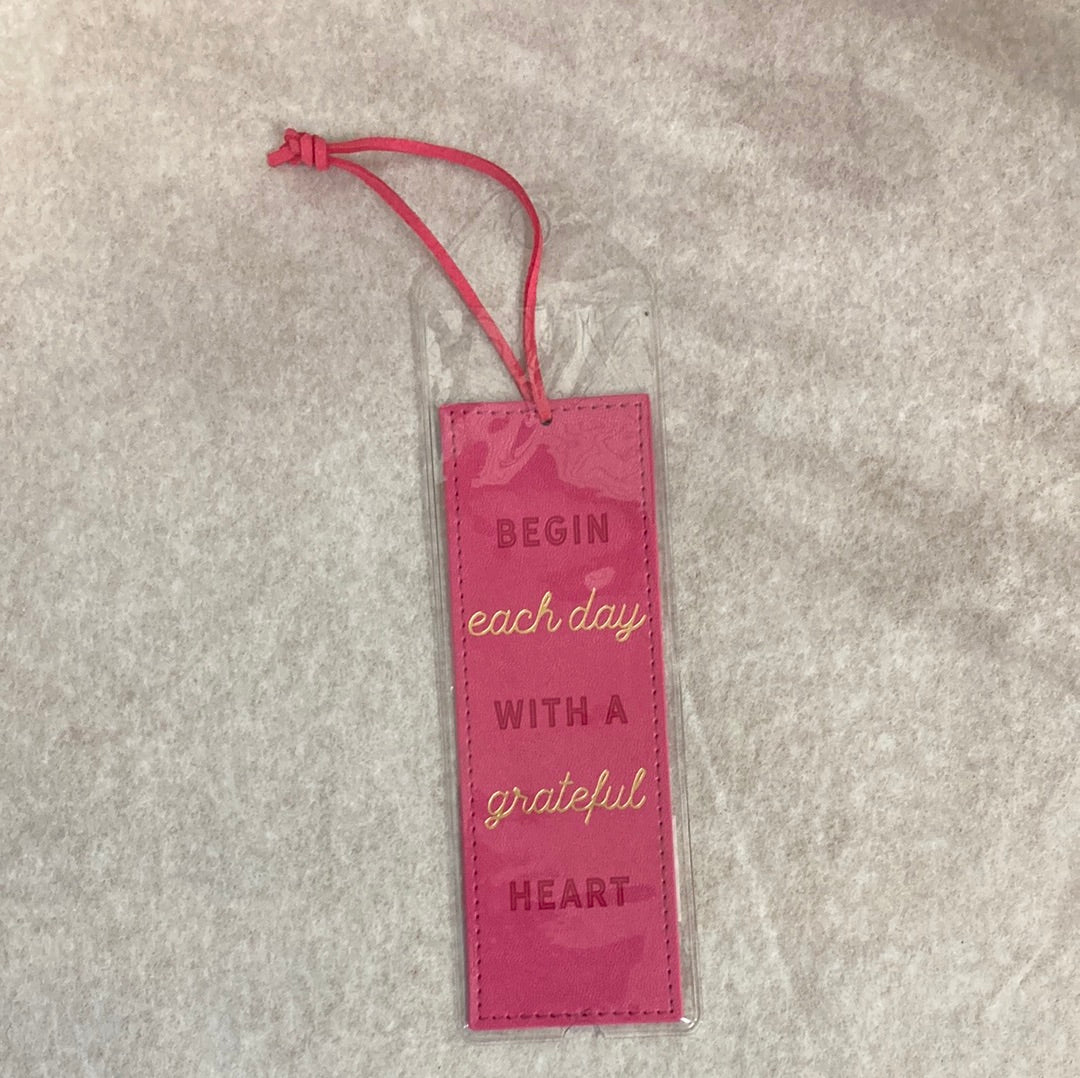 BEGIN
each day
WITH A
grateful
HEART